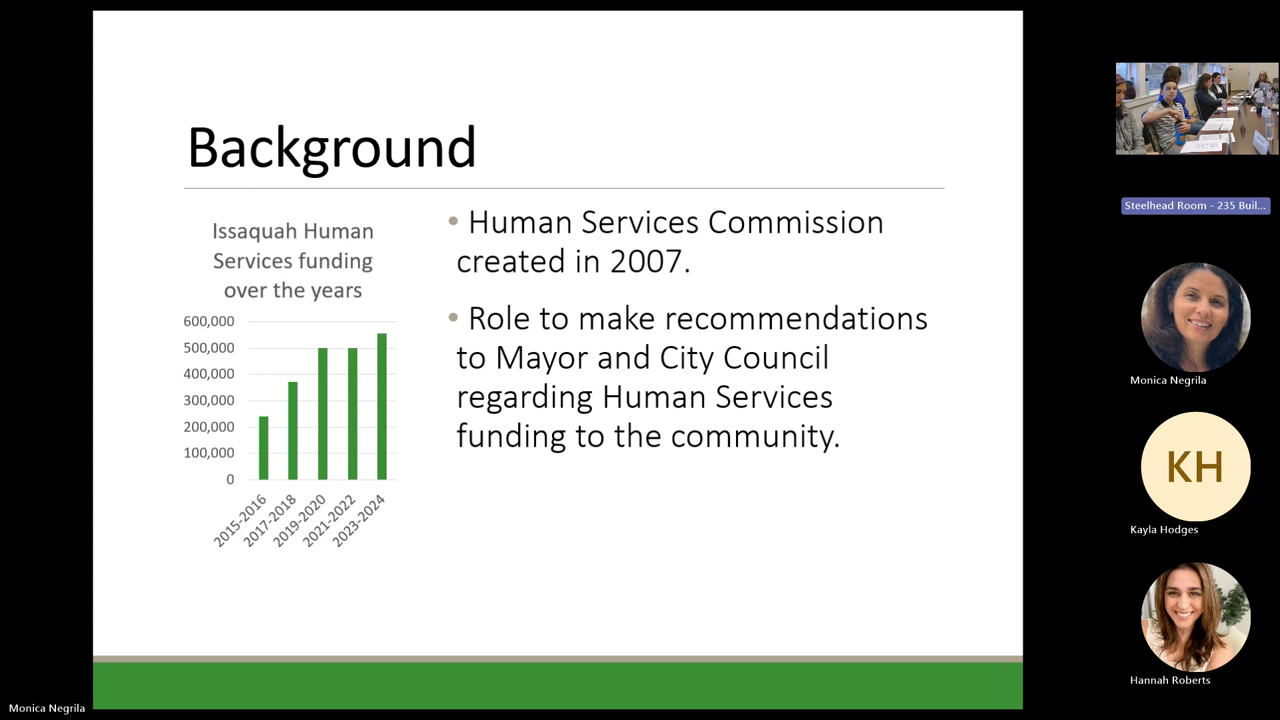 Background
Issaquah Human
Services funding
over the years
600,000
500,000
400,000
300,000
200,000
100,000
0
2015-2016
2017-2018
2019-2020
2021-2022
2023-2024
• Human Services Commission
created in 2007.
• Role to make recommendations
to Mayor and City Council
regarding Human Services
funding to the community.
Steelhead Room - 235 Buil...
Monica Negrila
KH
Kayla Hodges
Hannah Roberts
Monica Negrila